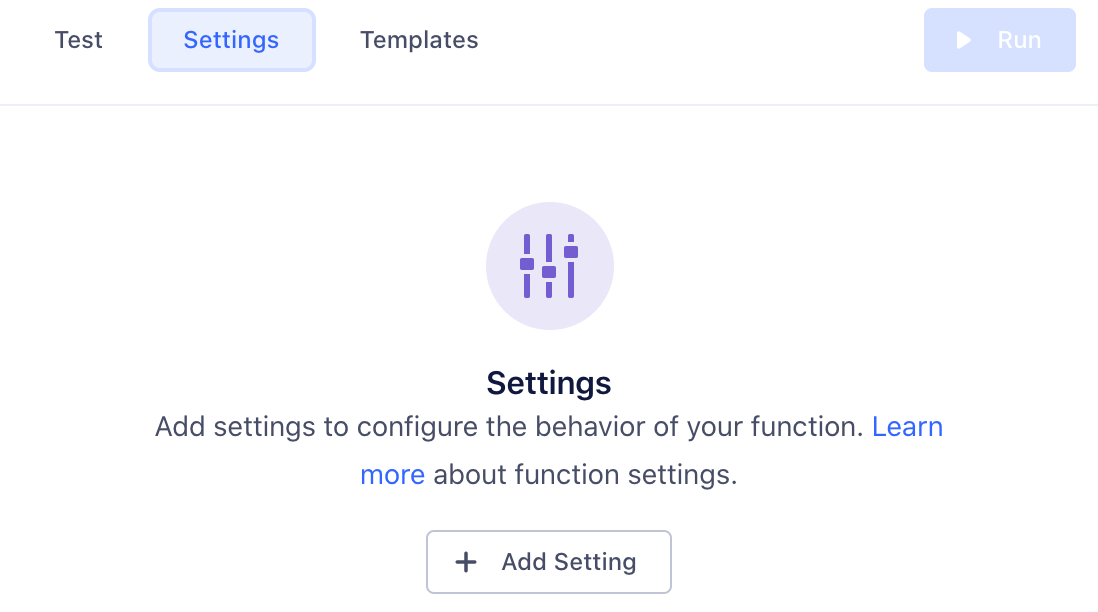 Test
Settings
Templates
Run
Settings
Add settings to configure the behavior of your function. Learn
more about function settings.
Add Setting